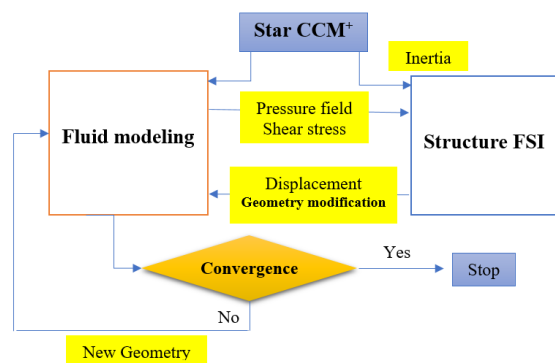 Star CCM+
Inertia
Fluid modeling
Pressure field
Shear stress
Structure FSI
Displacement
Geometry modification
Convergence
Yes
Stop
No
New Geometry